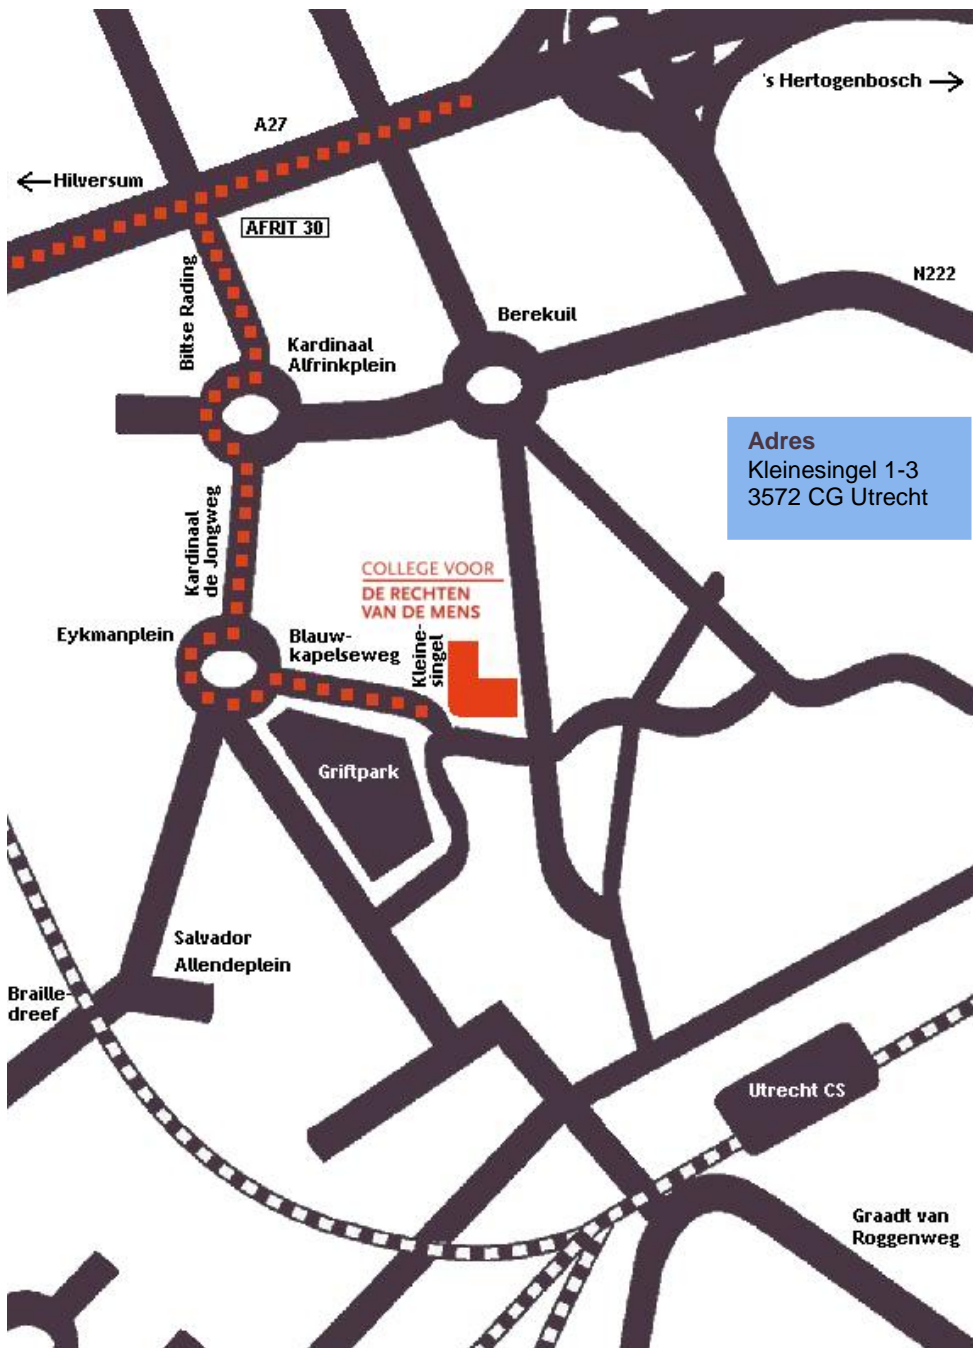 's Hertogenbosch
A27
Hilversum
AFRIT 30
N222
Biltse Rading
Berekuil
Kardinaal
Alfrinkplein
Adres
Kleinesingel 1-3
3572 CG Utrecht
Kardinaal
de Jongweg
COLLEGE VOOR
DE RECHTEN
VAN DE MENS
Eykmanplein
Blauw-
kapelseweg
Kleine-
singel
Griftpark
Salvador
Allendeplein
Braille-
dreef
Utrecht CS
Graadt van
Roggenweg